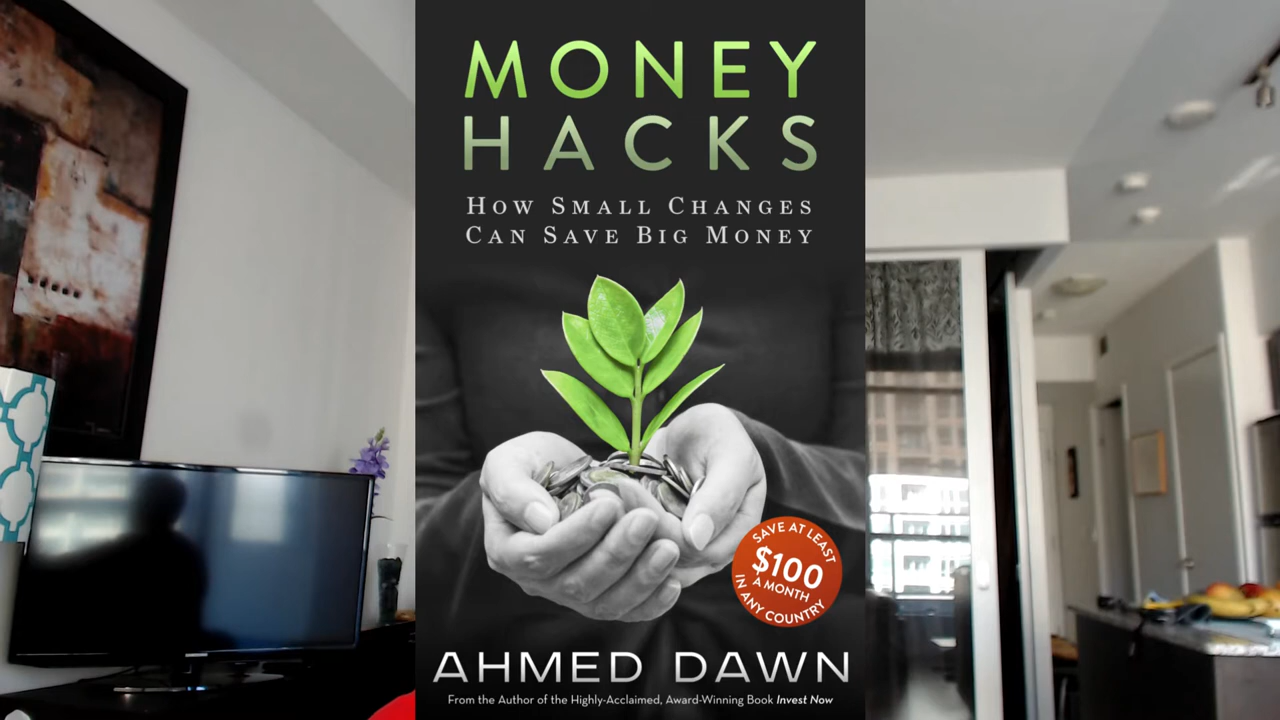 MONEY
HACKS
How Small Changes
Can Save Big Money
SAVE AT LEAST
$100
A MONTH
IN ANY COUNTRY
AHMED DAWN
From the Author of the Highly-Acclaimed, Award-Winning Book Invest Now